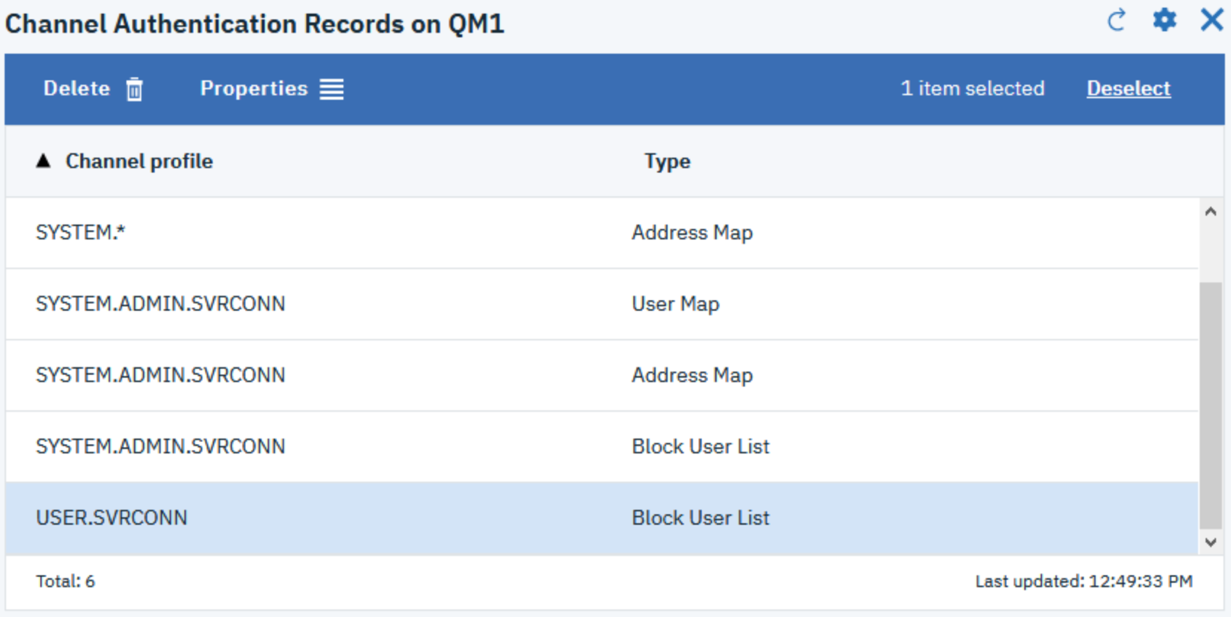 Channel Authentication Records on QM1
Delete Properties 1 item selected Deselect
▲ Channel profile Type
SYSTEM.* Address Map
SYSTEM.ADMIN.SVRCONN User Map
SYSTEM.ADMIN.SVRCONN Address Map
SYSTEM.ADMIN.SVRCONN Block User List
USER.SVRCONN Block User List
Total: 6 Last updated: 12:49:33 PM